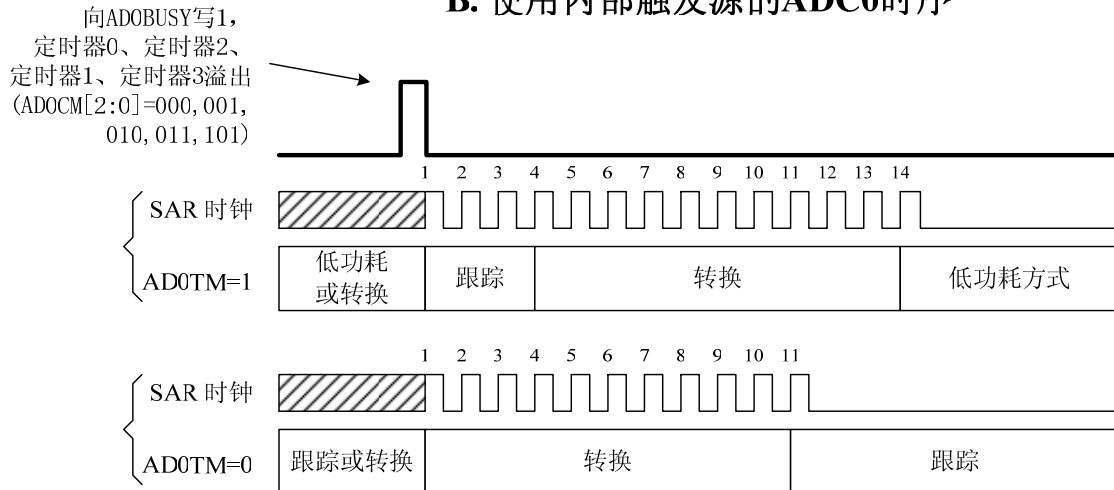 B. 使用内部触发源的ADC0时序
向AD0BUSY写1,
定时器0、定时器2、
定时器1、定时器3溢出
(AD0CM[2:0]=000,001,
010,011,101)
1 2 3 4 5 6 7 8 9 10 11 12 13 14
SAR 时钟
AD0TM=1
低功耗
或转换
跟踪
转换
低功耗方式
1 2 3 4 5 6 7 8 9 10 11
SAR 时钟
AD0TM=0
跟踪或转换
转换
跟踪